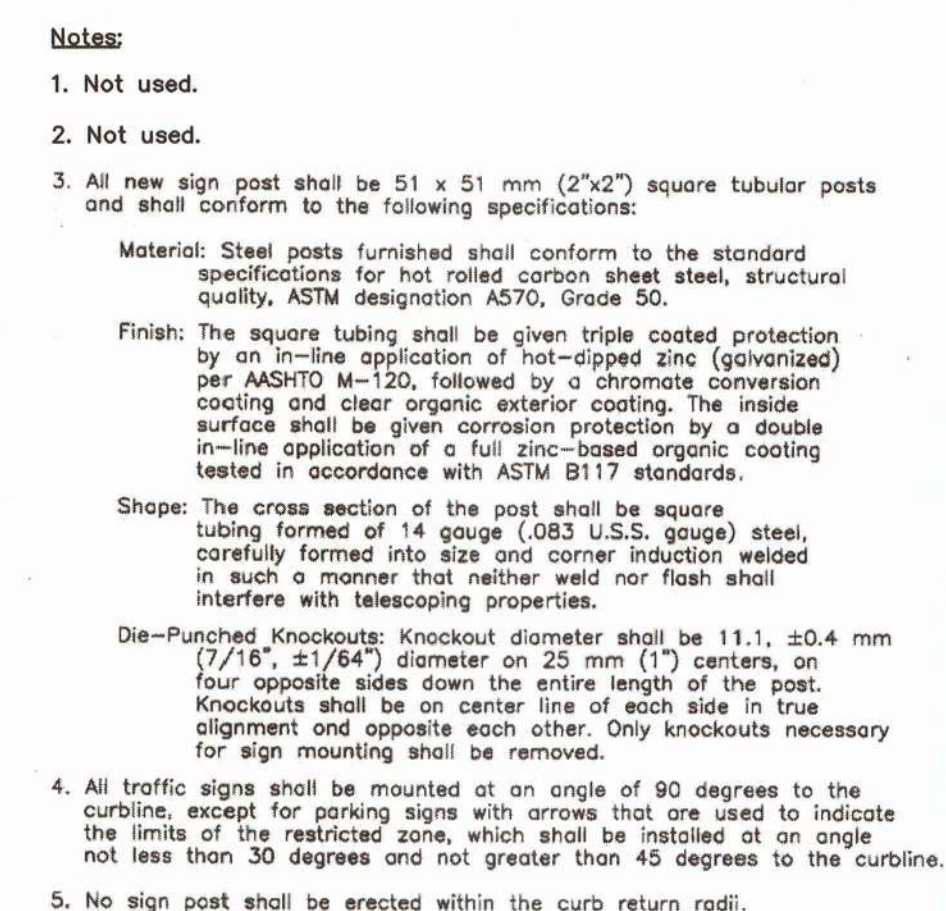 Notes:
1. Not used.
2. Not used.
3. All new sign post shall be 51 x 51 mm (2"x2") square tubular posts
and shall conform to the following specifications:
Material: Steel posts furnished shall conform to the standard
specifications for hot rolled carbon sheet steel, structural
quality, ASTM designation A570, Grade 50.
Finish: The square tubing shall be given triple coated protection
by an in-line application of hot-dipped zinc (galvanized)
per AASHTO M-120, followed by a chromate conversion
coating and clear organic exterior coating. The inside
surface shall be given corrosion protection by a double
in-line application of a full zinc-based organic coating
tested in accordance with ASTM B117 standards.
Shape: The cross section of the post shall be square
tubing formed of 14 gauge (.083 U.S.S. gauge) steel,
carefully formed into size and corner induction welded
in such a manner that neither weld nor flash shall
interfere with telescoping properties.
Die-Punched Knockouts: Knockout diameter shall be 11.1, ±0.4 mm
(7/16", ±1/64") diameter on 25 mm (1") centers, on
four opposite sides down the entire length of the post.
Knockouts shall be on center line of each side in true
alignment and opposite each other. Only knockouts necessary
for sign mounting shall be removed.
4. All traffic signs shall be mounted at an angle of 90 degrees to the
curbline, except for parking signs with arrows that are used to indicate
the limits of the restricted zone, which shall be installed at an angle
not less than 30 degrees and not greater than 45 degrees to the curbline.
5. No sign post shall be erected within the curb return radii.